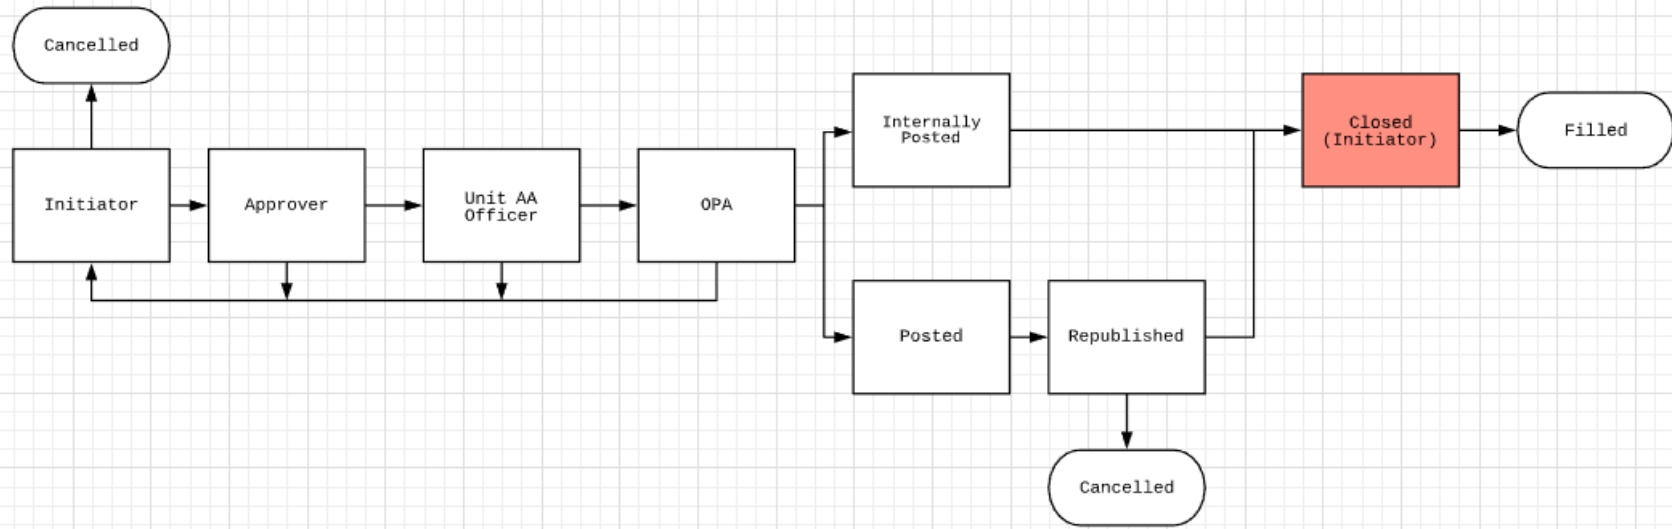 Cancelled
Initiator
Approver
Unit AA
Officer
OPA
Internally
Posted
Closed
(Initiator)
Filled
Posted
Republished
Cancelled